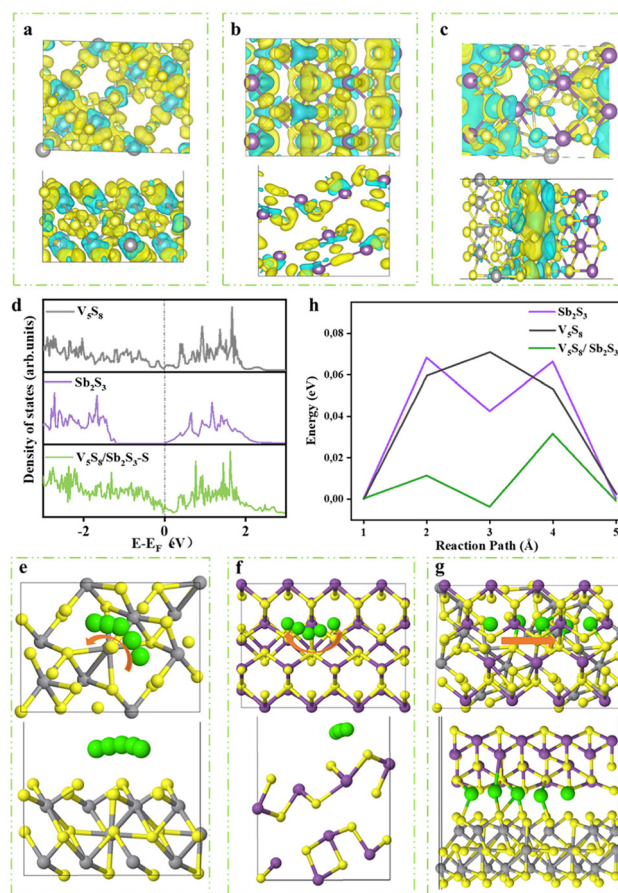 a
b
c
d
V₅S₈
Sb₂S₃
V₅S₈/Sb₂S₃-S
Density of states (arb.units)
-2
0
2
E-E_F (eV)
h
Sb₂S₃
V₅S₈
V₅S₈/ Sb₂S₃
Energy (eV)
0,08
0,06
0,04
0,02
0,00
1
2
3
4
5
Reaction Path (Å)
e
f
g